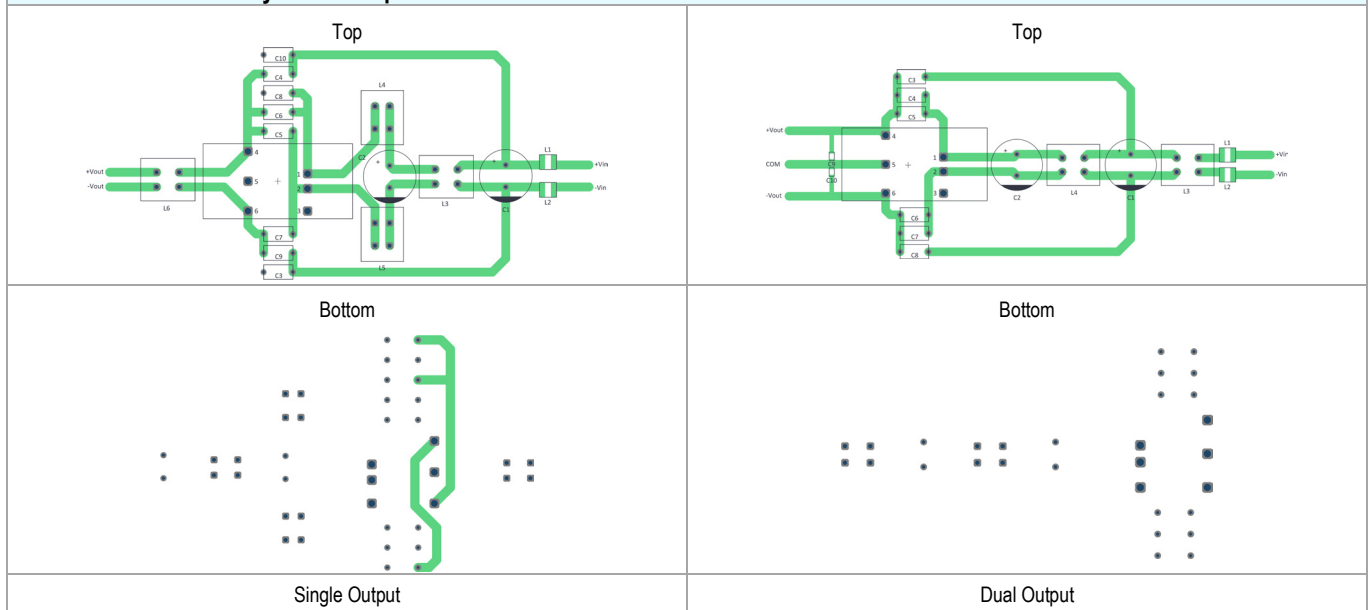 Top
C10
C4
C8
C6
C5
L4
C2
+
4
1
+Vout
-Vout
5
2
L6
6
3
L3
+
L1
+Vin
-Vin
L2
C1
C7
C9
C3
L5
Top
C3
C4
C5
+Vout
4
COM
5
1
2
-Vout
C10
6
3
+
C2
L4
+
C1
L3
L1
+Vin
-Vin
L2
C6
C7
C8
Bottom
Bottom
Single Output
Dual Output